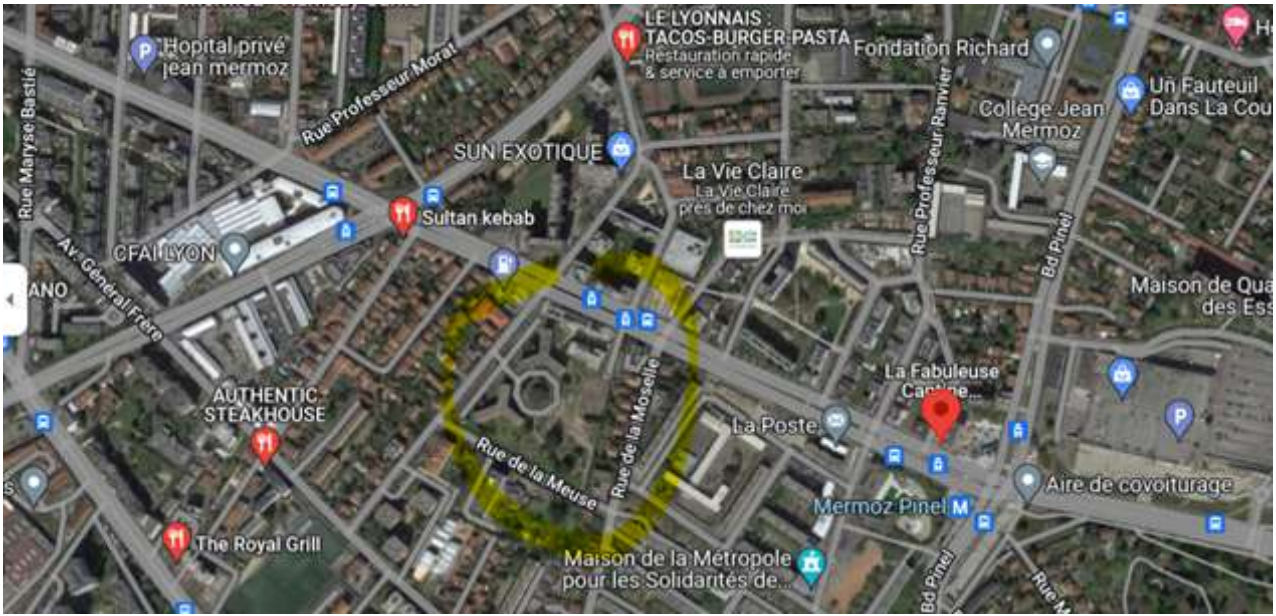 Hopital privé
jean mermoz
Rue Maryse Bastié
Rue Professeur Morat
LE LYONNAIS :
TACOS-BURGER-PASTA
Restauration rapide
& service à emporter
Fondation Richard
Un Fauteuil
Dans La Cou
Collège Jean
Mermoz
SUN EXOTIQUE
La Vie Claire
La Vie Claire
près de chez moi
Rue Professeur Ranvier
Bd Pinel
Sultan kebab
CFAI LYON
Av. Général Frère
ANO
Maison de Qua
des Ess
AUTHENTIC
STEAKHOUSE
La Fabuleuse
Cantine...
La Poste
Rue de la Moselle
Rue de la Meuse
Aire de covoiturage
Mermoz Pinel M
S
The Royal Grill
Maison de la Métropole
pour les Solidarités de...
Bd Pinel
Rue M